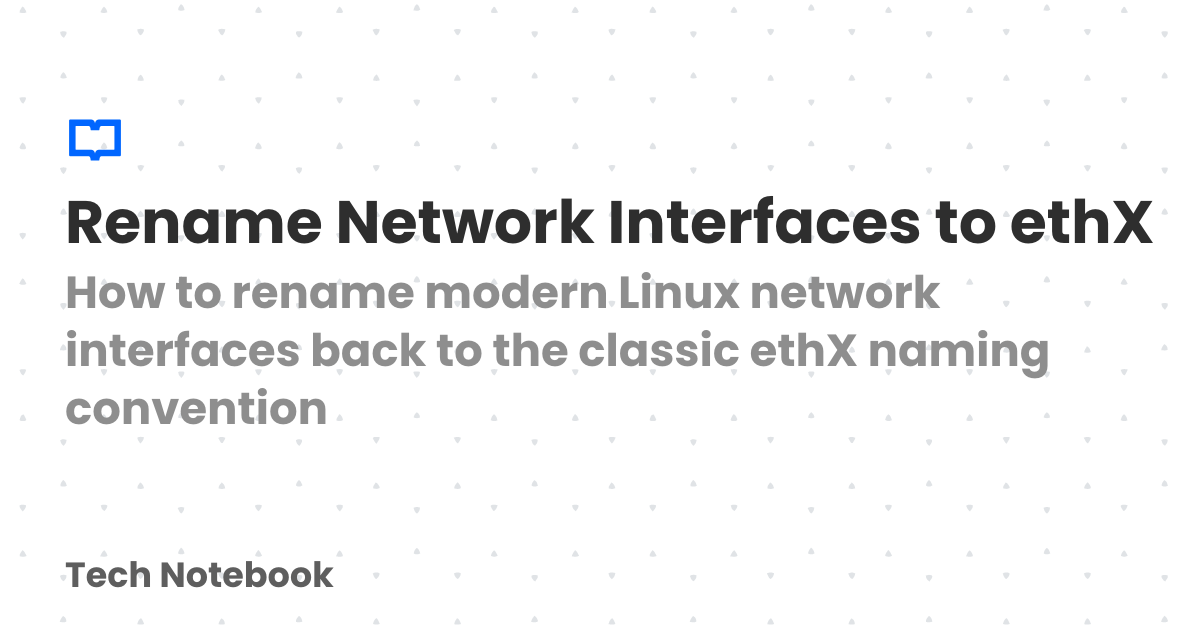 Rename Network Interfaces to ethX
How to rename modern Linux network
interfaces back to the classic ethX naming
convention
Tech Notebook